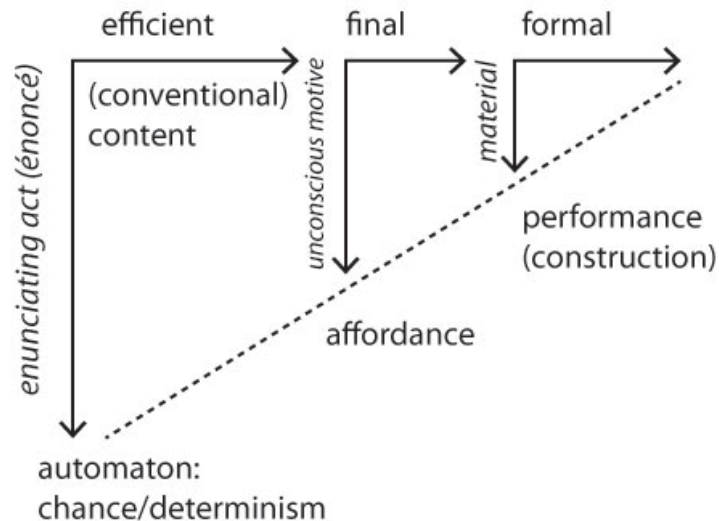 efficient
final
formal
(conventional)
content
enunciating act (énoncé)
unconscious motive
material
performance
(construction)
affordance
automaton:
chance/determinism